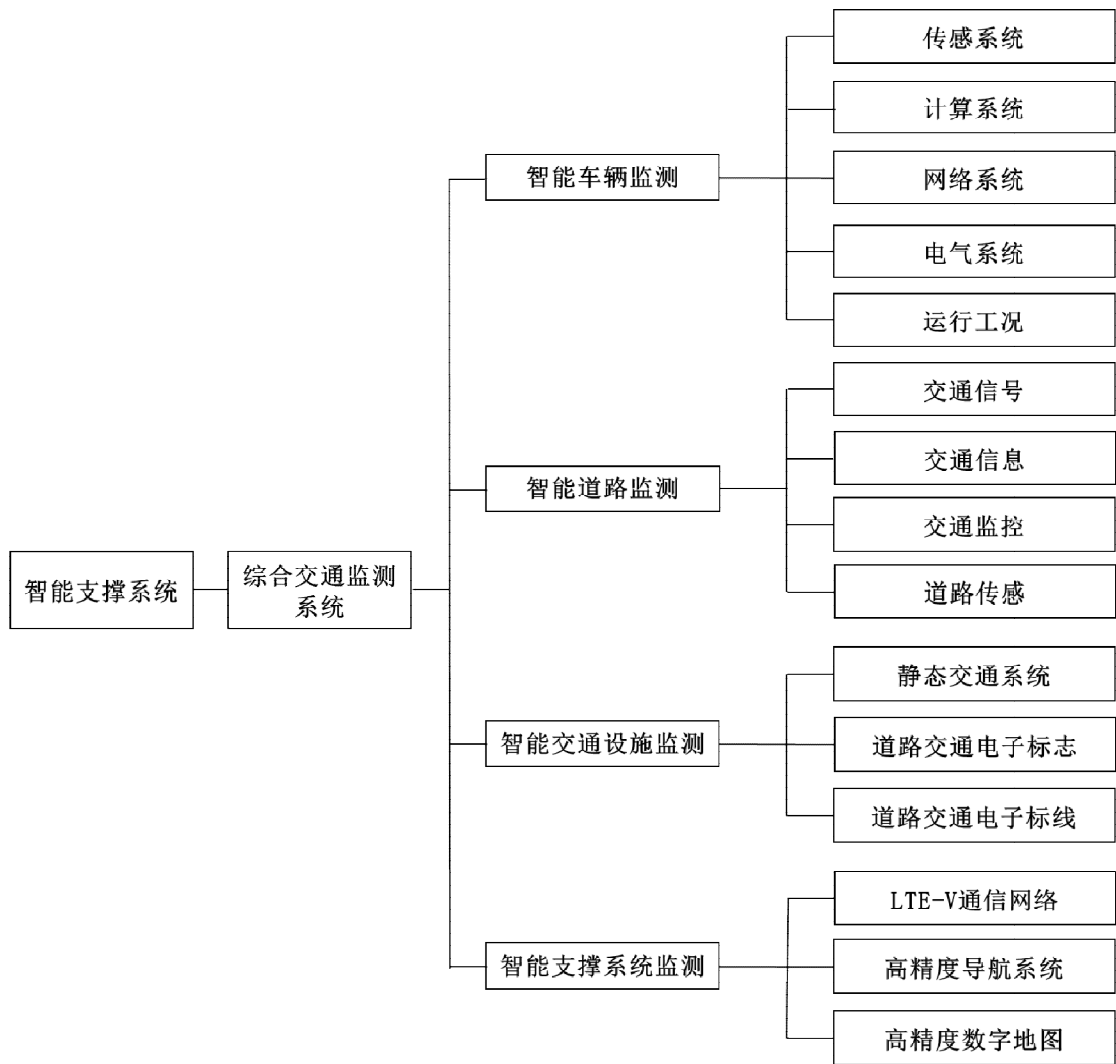 智能支撑系统
综合交通监测
系统
智能车辆监测
传感系统
计算系统
网络系统
电气系统
运行工况
智能道路监测
交通信号
交通信息
交通监控
道路传感
智能交通设施监测
静态交通系统
道路交通电子标志
道路交通电子标线
智能支撑系统监测
LTE-V通信网络
高精度导航系统
高精度数字地图